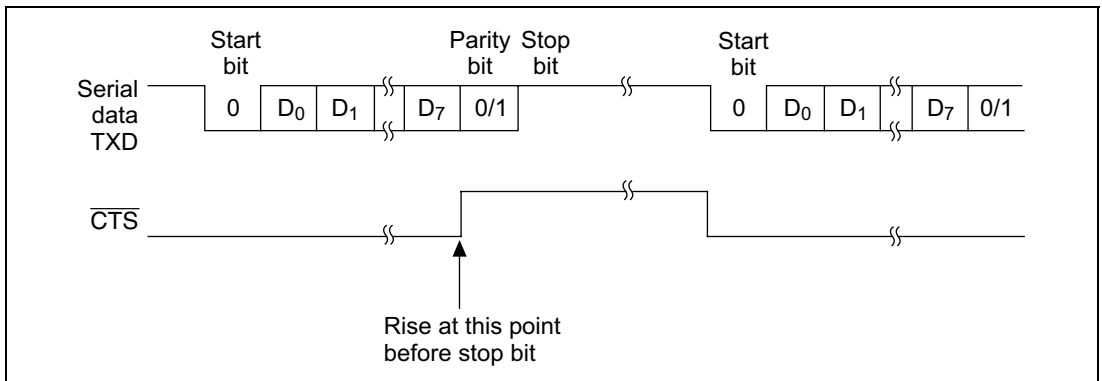 Start
bit
Parity
bit
Stop
bit
Start
bit
Serial
data
TXD
0 D0 D1 D7 0/1 0 D0 D1 D7 0/1
CTS
Rise at this point
before stop bit